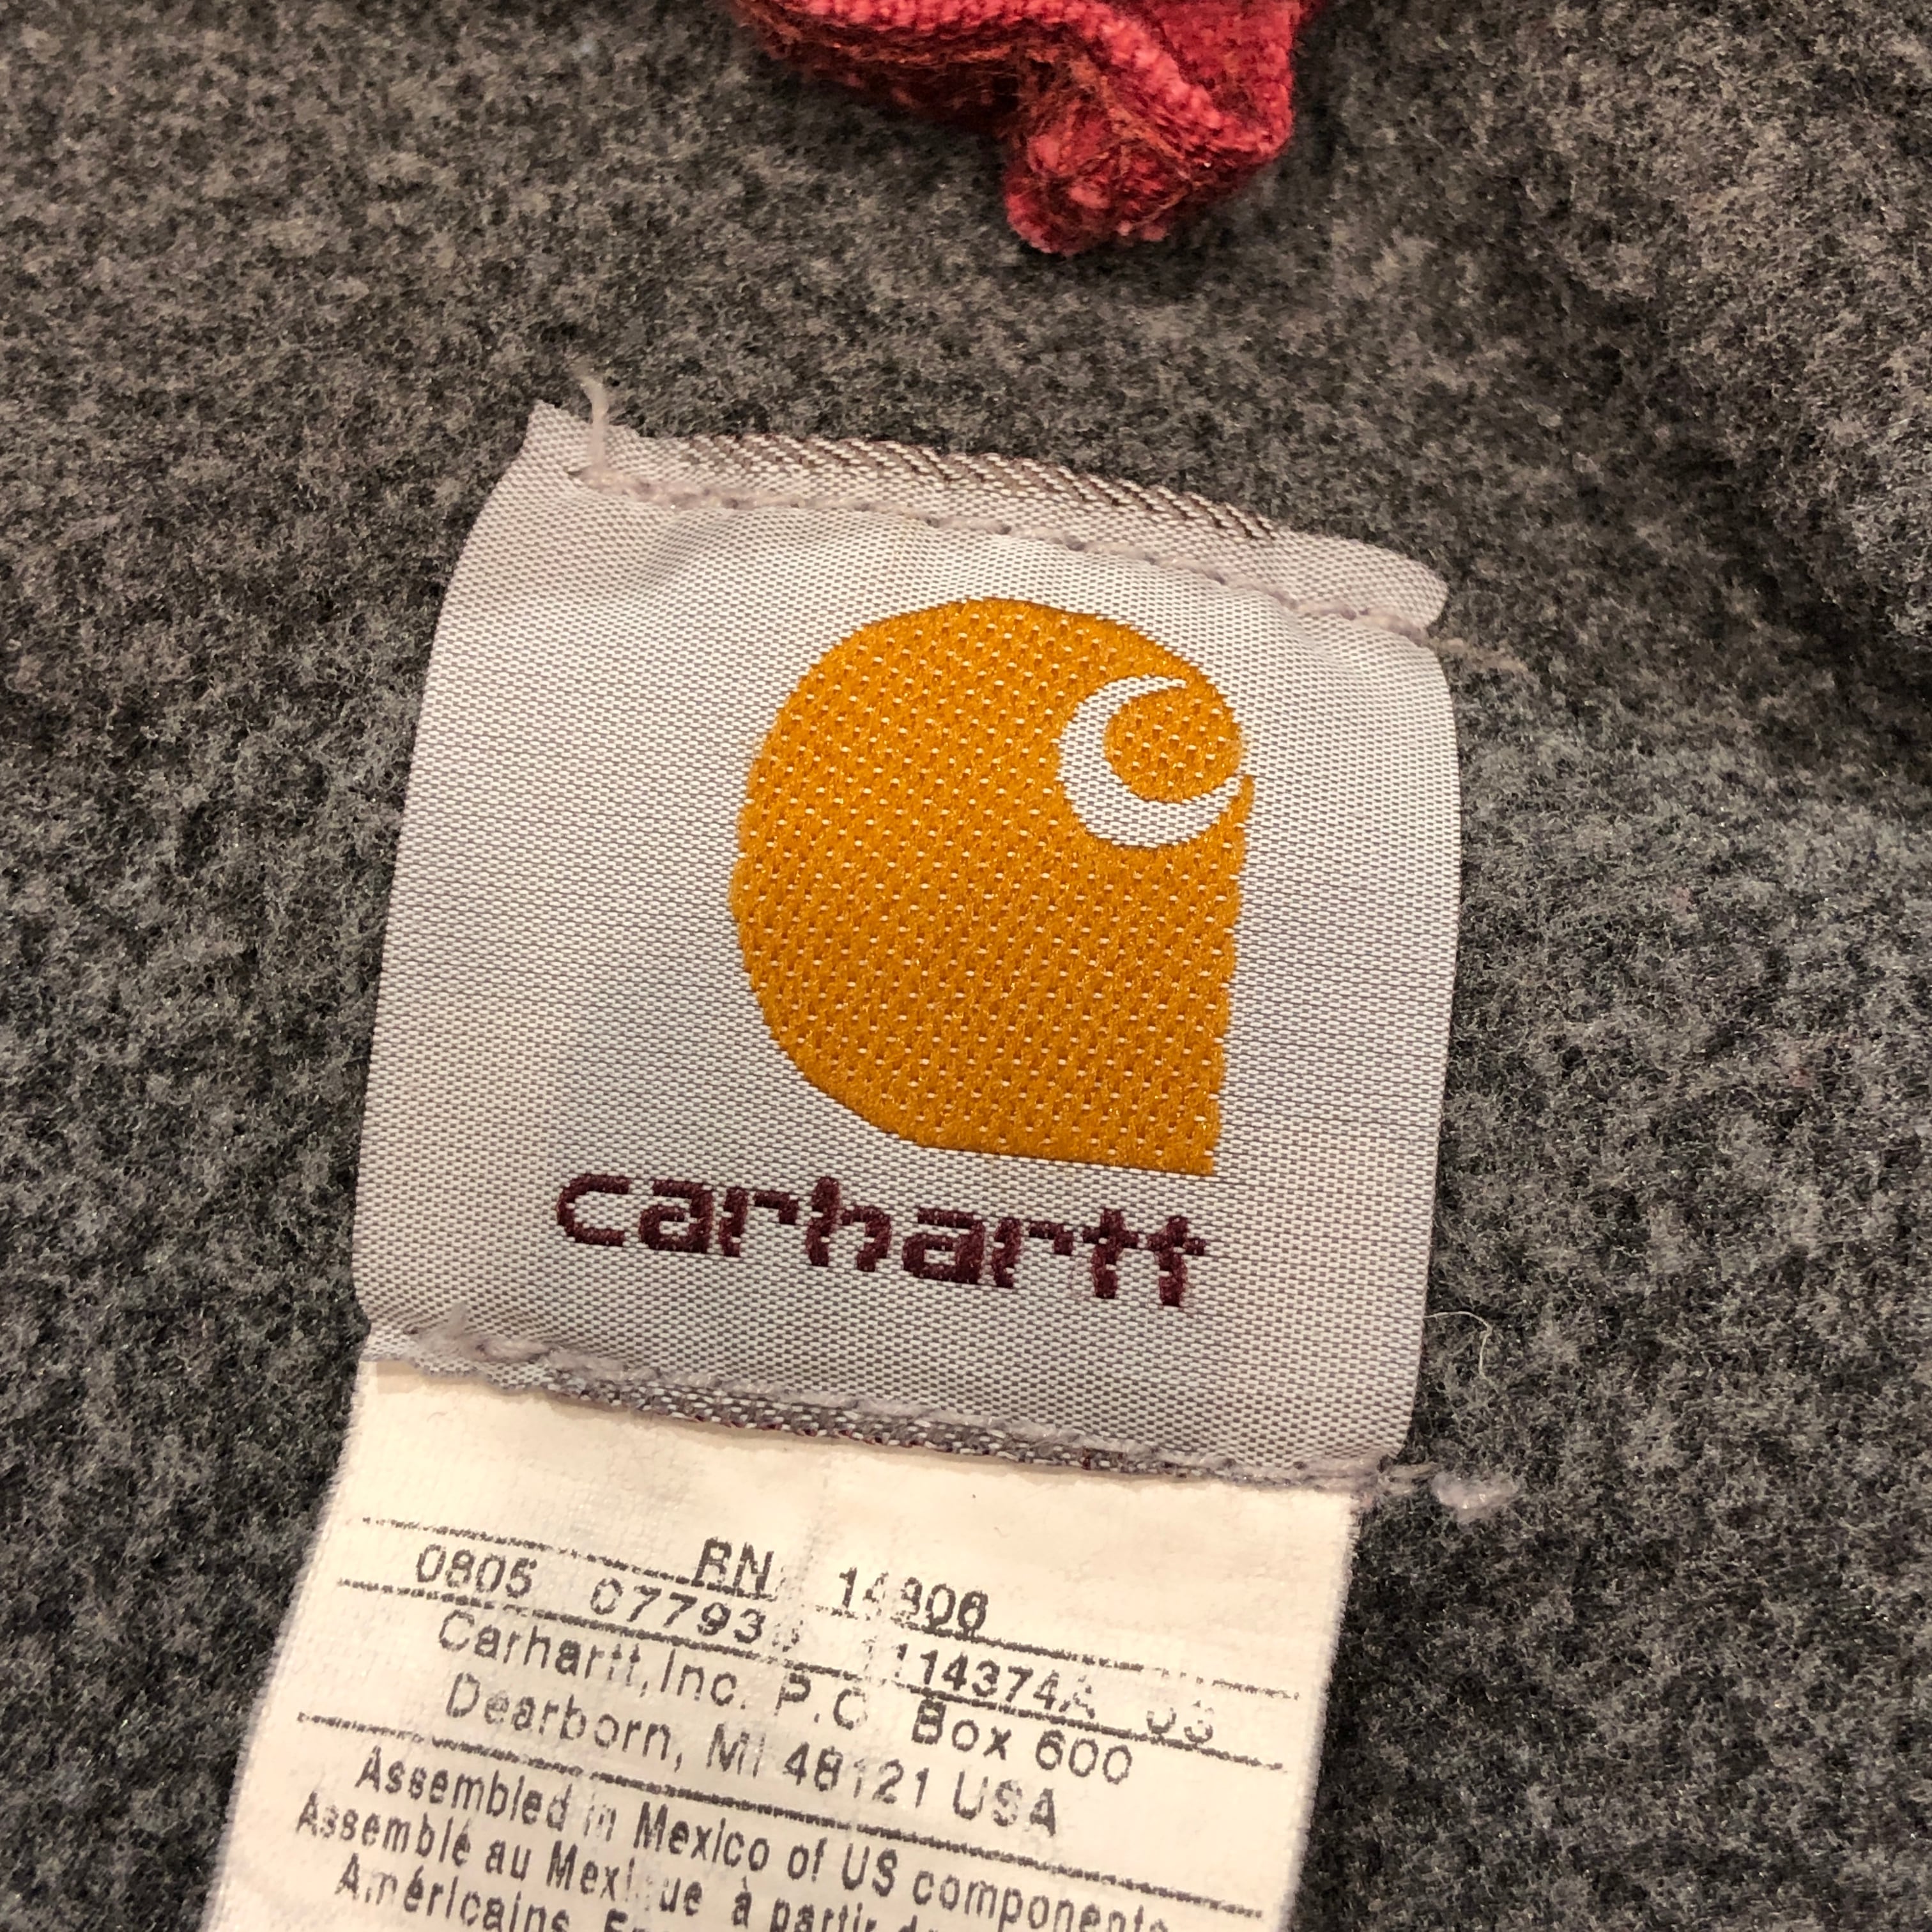 carhartt
RN 14806
0805
Carhartt, Inc. P.O. Box 600
Dearborn, MI 48121 USA
Assembled in Mexico of US components
Assemblé au Mexique à partir
Américains.